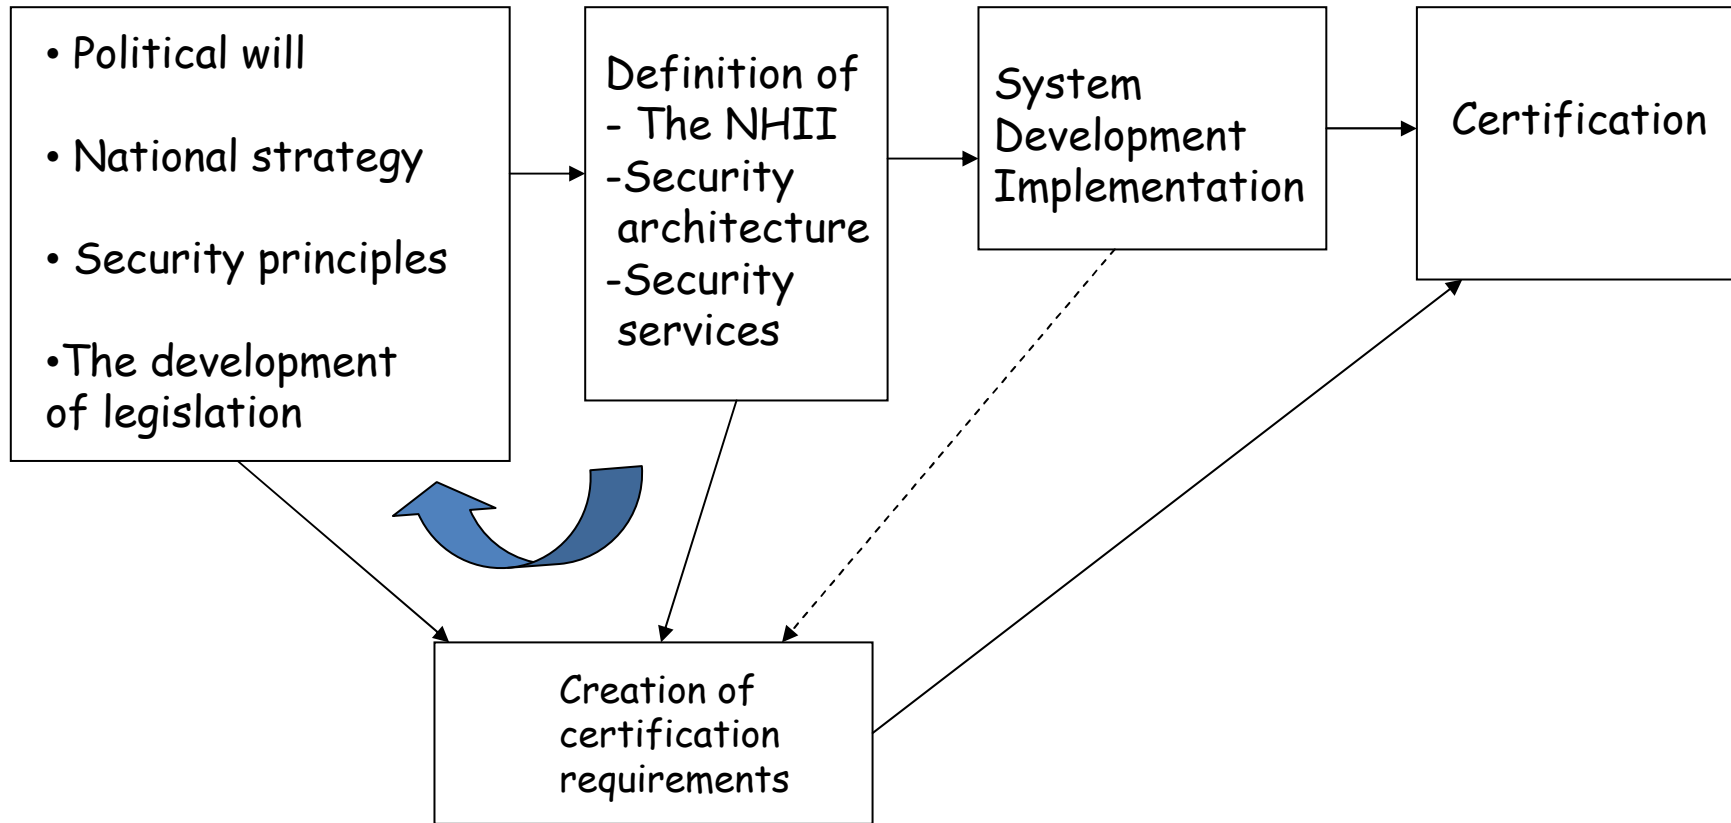 • Political will
• National strategy
• Security principles
•The development
of legislation
Definition of
- The NHII
-Security
architecture
-Security
services
System
Development
Implementation
Certification
Creation of
certification
requirements